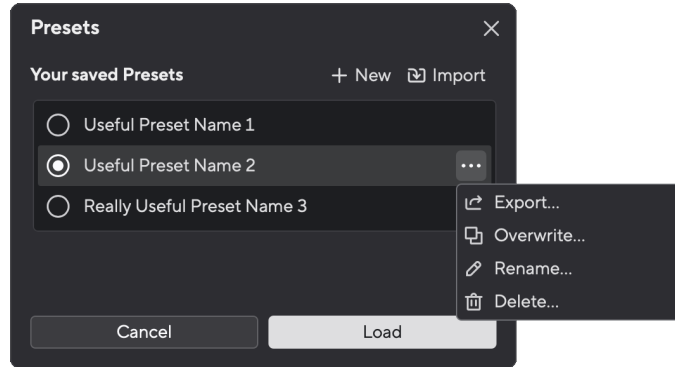 Presets
Your saved Presets
New
Import
Useful Preset Name 1
Useful Preset Name 2
Really Useful Preset Name 3
Export...
Overwrite...
Rename...
Delete...
Cancel
Load